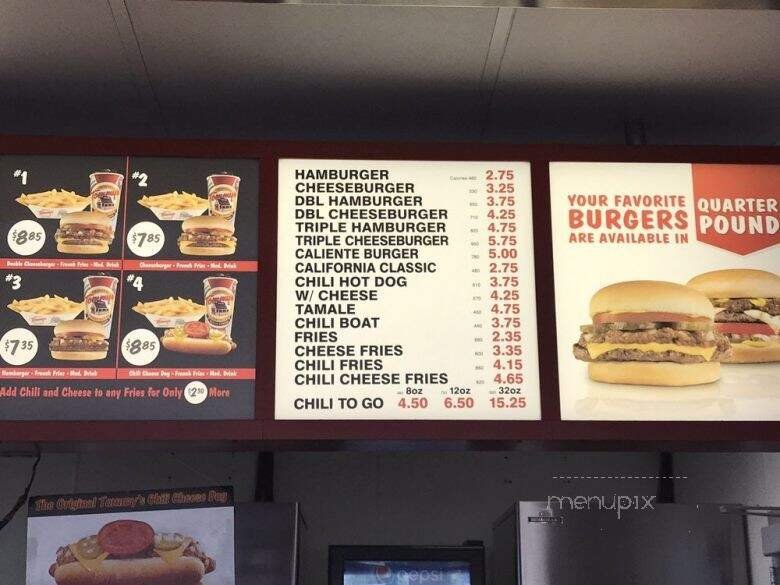 #1
#2
$8.85
$7.85
Double Cheeseburger - French Fries - Med. Drink
Cheeseburger - French Fries - Med. Drink
#3
#4
$7.35
$8.85
Hamburger - French Fries - Med. Drink
Chili Cheese Dog - French Fries - Med. Drink
Add Chili and Cheese to any Fries for Only $2.50 More
HAMBURGER 2.75
CHEESEBURGER 3.25
DBL HAMBURGER 3.75
DBL CHEESEBURGER 4.25
TRIPLE HAMBURGER 4.75
TRIPLE CHEESEBURGER 5.75
CALIENTE BURGER 5.00
CALIFORNIA CLASSIC 2.75
CHILI HOT DOG 3.75
W/ CHEESE 4.25
TAMALE 4.75
CHILI BOAT 3.75
FRIES 2.35
CHEESE FRIES 3.35
CHILI FRIES 4.15
CHILI CHEESE FRIES 4.65
8oz 12oz 32oz
CHILI TO GO 4.50 6.50 15.25
YOUR FAVORITE
BURGERS
ARE AVAILABLE IN
QUARTER
POUND
The Original Tommy's Chili Cheese Dog
menupix
pepsi